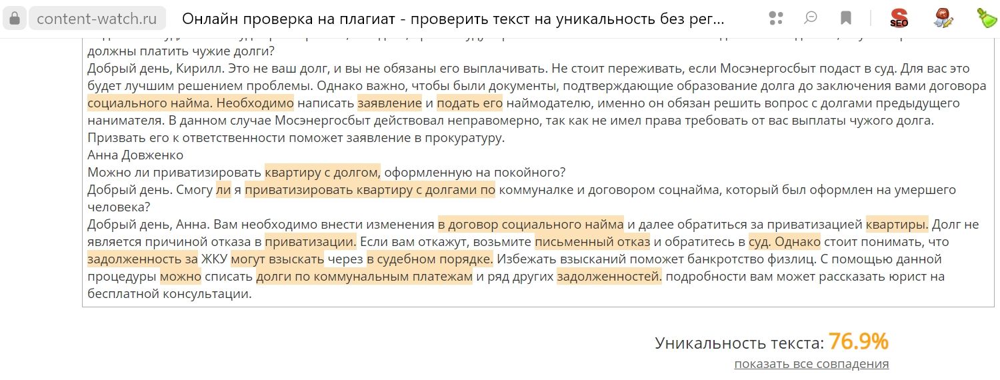 content-watch.ru Онлайн проверка на плагиат - проверить текст на уникальность без рег...
S SEO
должны платить чужие долги?
Добрый день, Кирилл. Это не ваш долг, и вы не обязаны его выплачивать. Не стоит переживать, если Мосэнергосбыт подаст в суд. Для вас это
будет лучшим решением проблемы. Однако важно, чтобы были документы, подтверждающие образование долга до заключения вами договора
социального найма. Необходимо написать заявление и подать его наймодателю, именно он обязан решить вопрос с долгами предыдущего
нанимателя. В данном случае Мосэнергосбыт действовал неправомерно, так как не имел права требовать от вас выплаты чужого долга.
Призвать его к ответственности поможет заявление в прокуратуру.
Анна Довженко
Можно ли приватизировать квартиру с долгом, оформленную на покойного?
Добрый день. Смогу ли я приватизировать квартиру с долгами по коммуналке и договором соцнайма, который был оформлен на умершего
человека?
Добрый день, Анна. Вам необходимо внести изменения в договор социального найма и далее обратиться за приватизацией квартиры. Долг не
является причиной отказа в приватизации. Если вам откажут, возьмите письменный отказ и обратитесь в суд. Однако стоит понимать, что
задолженность за ЖКУ могут взыскать через в судебном порядке. Избежать взысканий поможет банкротство физлиц. С помощью данной
процедуры можно списать долги по коммунальным платежам и ряд других задолженностей. подробности вам может рассказать юрист на
бесплатной консультации.
Уникальность текста: 76.9%
показать все совпадения